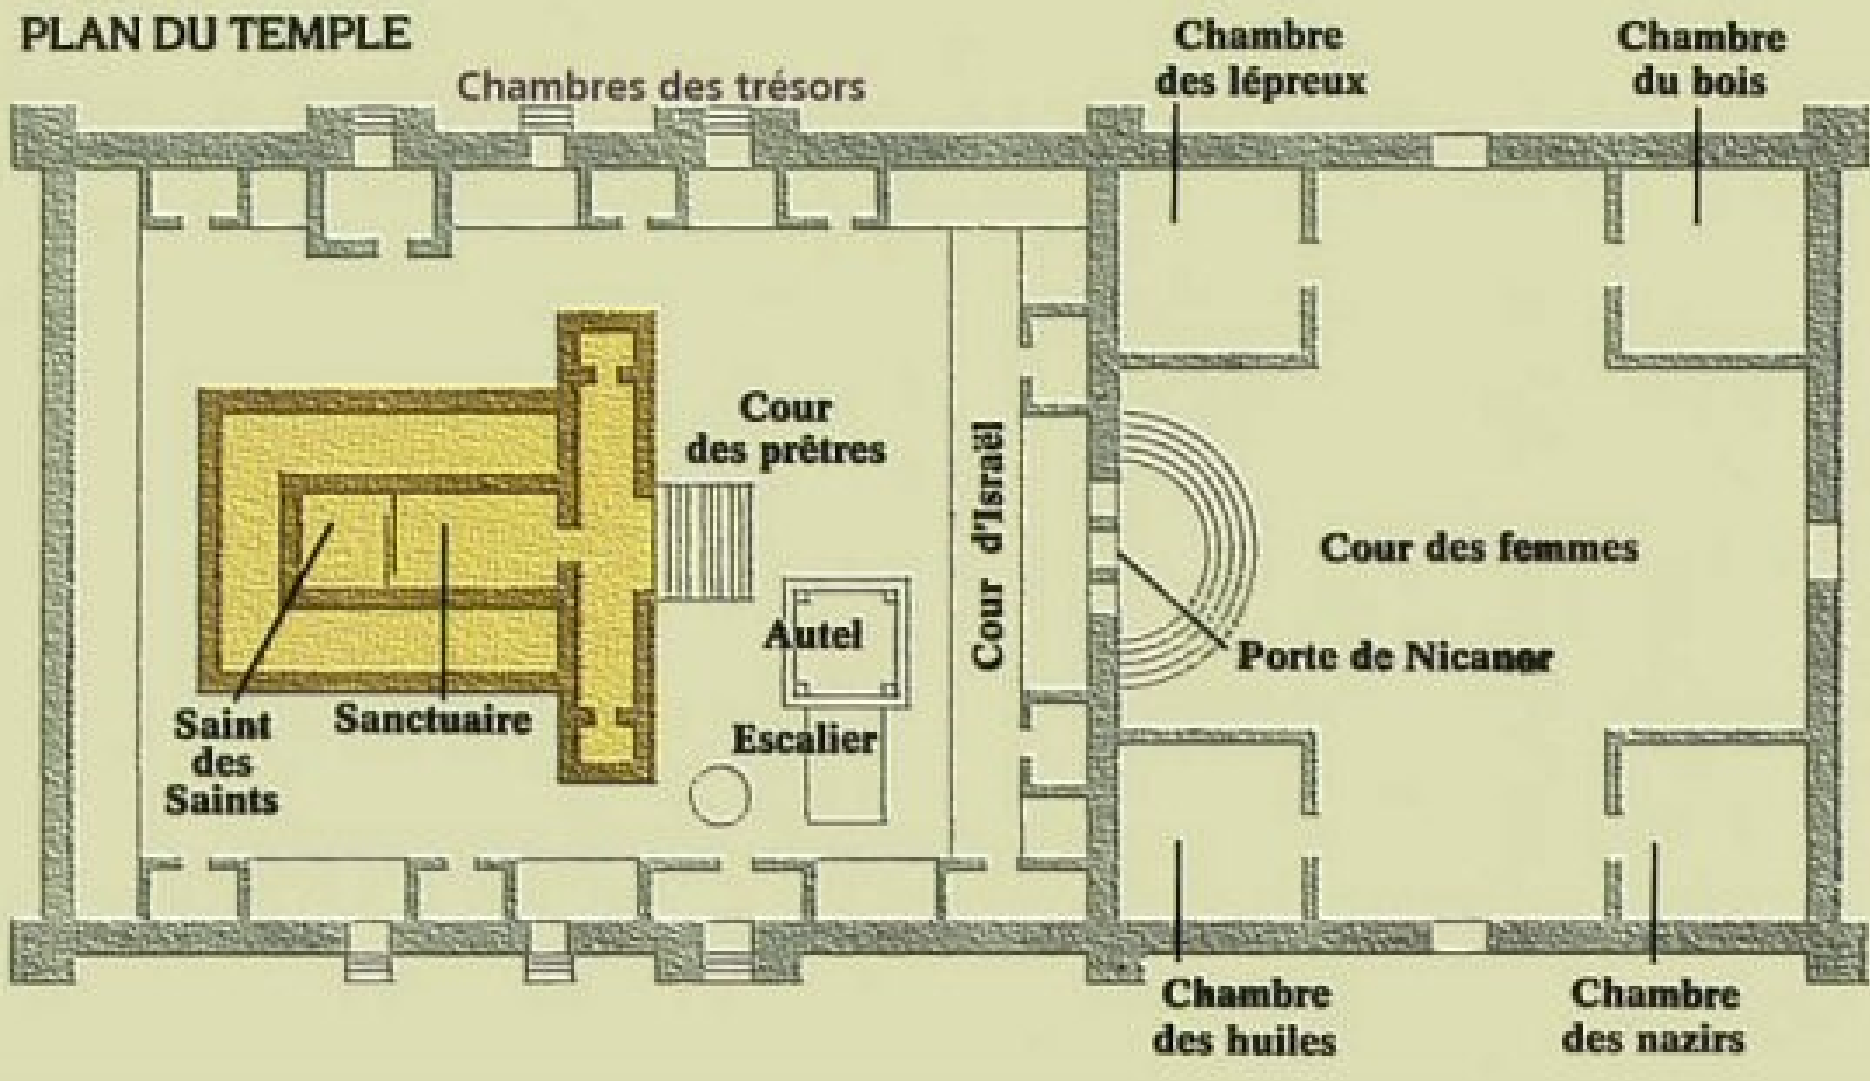 PLAN DU TEMPLE
Chambres des trésors
Chambre
des lépreux
Chambre
du bois
Cour
des prêtres
Cour d'Israël
Cour des femmes
Autel
Porte de Nicanor
Saint
des
Saints
Sanctuaire
Escalier
Chambre
des huiles
Chambre
des nazirs